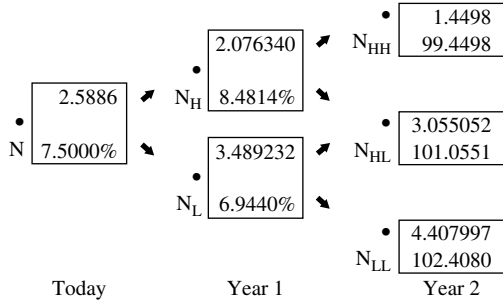 1.4498
N_HH 99.4498
2.076340
N_H 8.4814%
2.5886
N 7.5000%
3.055052
N_HL 101.0551
3.489232
N_L 6.9440%
4.407997
N_LL 102.4080
Today Year 1 Year 2